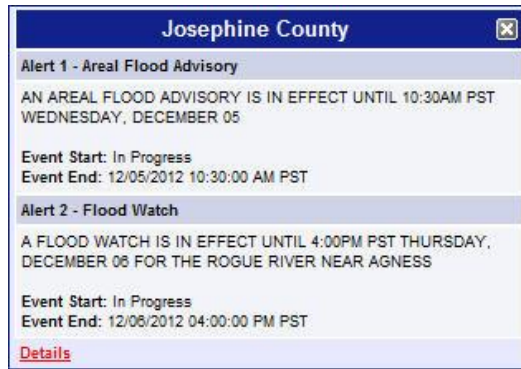 Josephine County
Alert 1 - Areal Flood Advisory
AN AREAL FLOOD ADVISORY IS IN EFFECT UNTIL 10:30AM PST
WEDNESDAY, DECEMBER 05
Event Start: In Progress
Event End: 12/05/2012 10:30:00 AM PST
Alert 2 - Flood Watch
A FLOOD WATCH IS IN EFFECT UNTIL 4:00PM PST THURSDAY,
DECEMBER 06 FOR THE ROGUE RIVER NEAR AGNESS
Event Start: In Progress
Event End: 12/06/2012 04:00:00 PM PST
Details